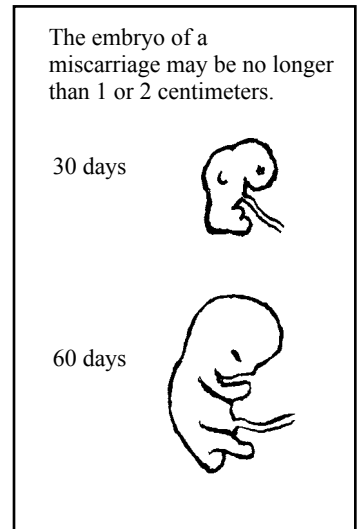 The embryo of a
miscarriage may be no longer
than 1 or 2 centimeters.
30 days
60 days